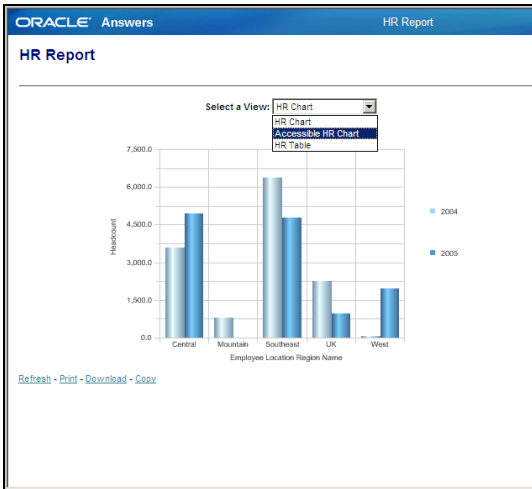 ORACLE Answers HR Report
HR Report
Select a View: HR Chart
HR Chart
Accessible HR Chart
HR Table
7,500.0
6,000.0
4,500.0
3,000.0
1,500.0
0.0
Headcount
2004
2005
Central Mountain Southeast UK West
Employee Location Region Name
Refresh - Print - Download - Copy